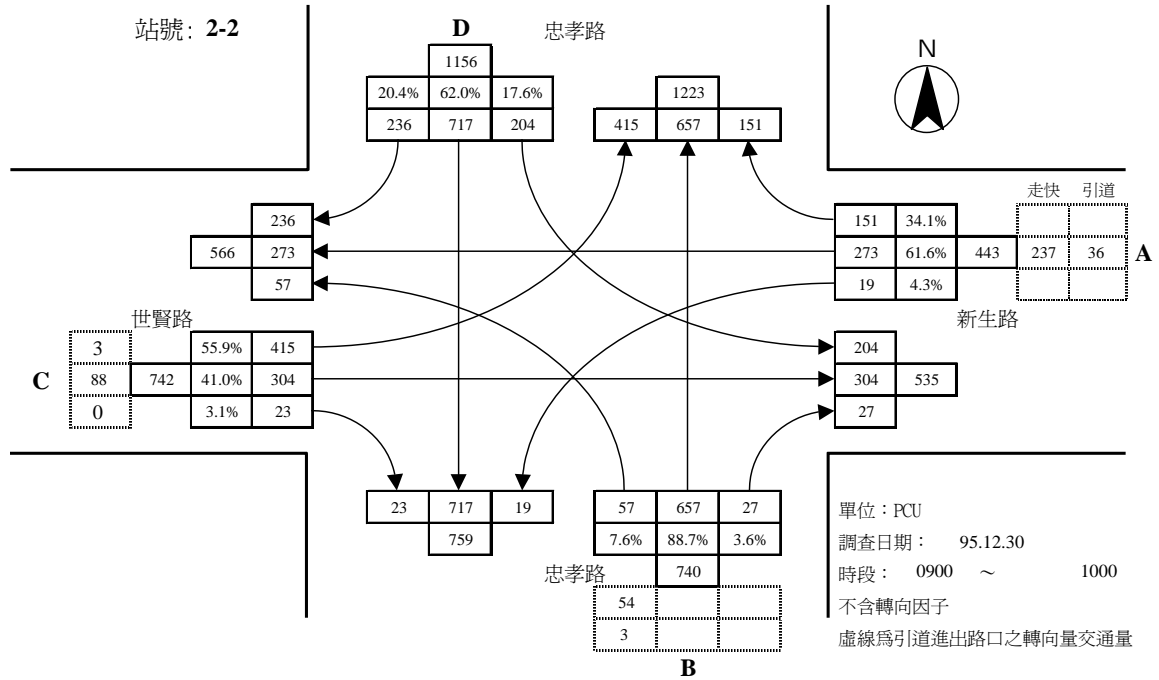 站號: 2-2
D
忠孝路
N
1156
20.4% 62.0% 17.6%
236 717 204
1223
415 657 151
走快 引道
236
566 273
57
151 34.1%
273 61.6% 443 237 36
19 4.3%
A
世賢路
新生路
3
C
88 742
0
55.9% 415
41.0% 304
3.1% 23
204
304 535
27
23 717 19
759
57 657 27
7.6% 88.7% 3.6%
740
忠孝路
54
3
B
單位：PCU
調查日期： 95.12.30
時段： 0900 ～ 1000
不含轉向因子
虛線為引道進出路口之轉向量交通量